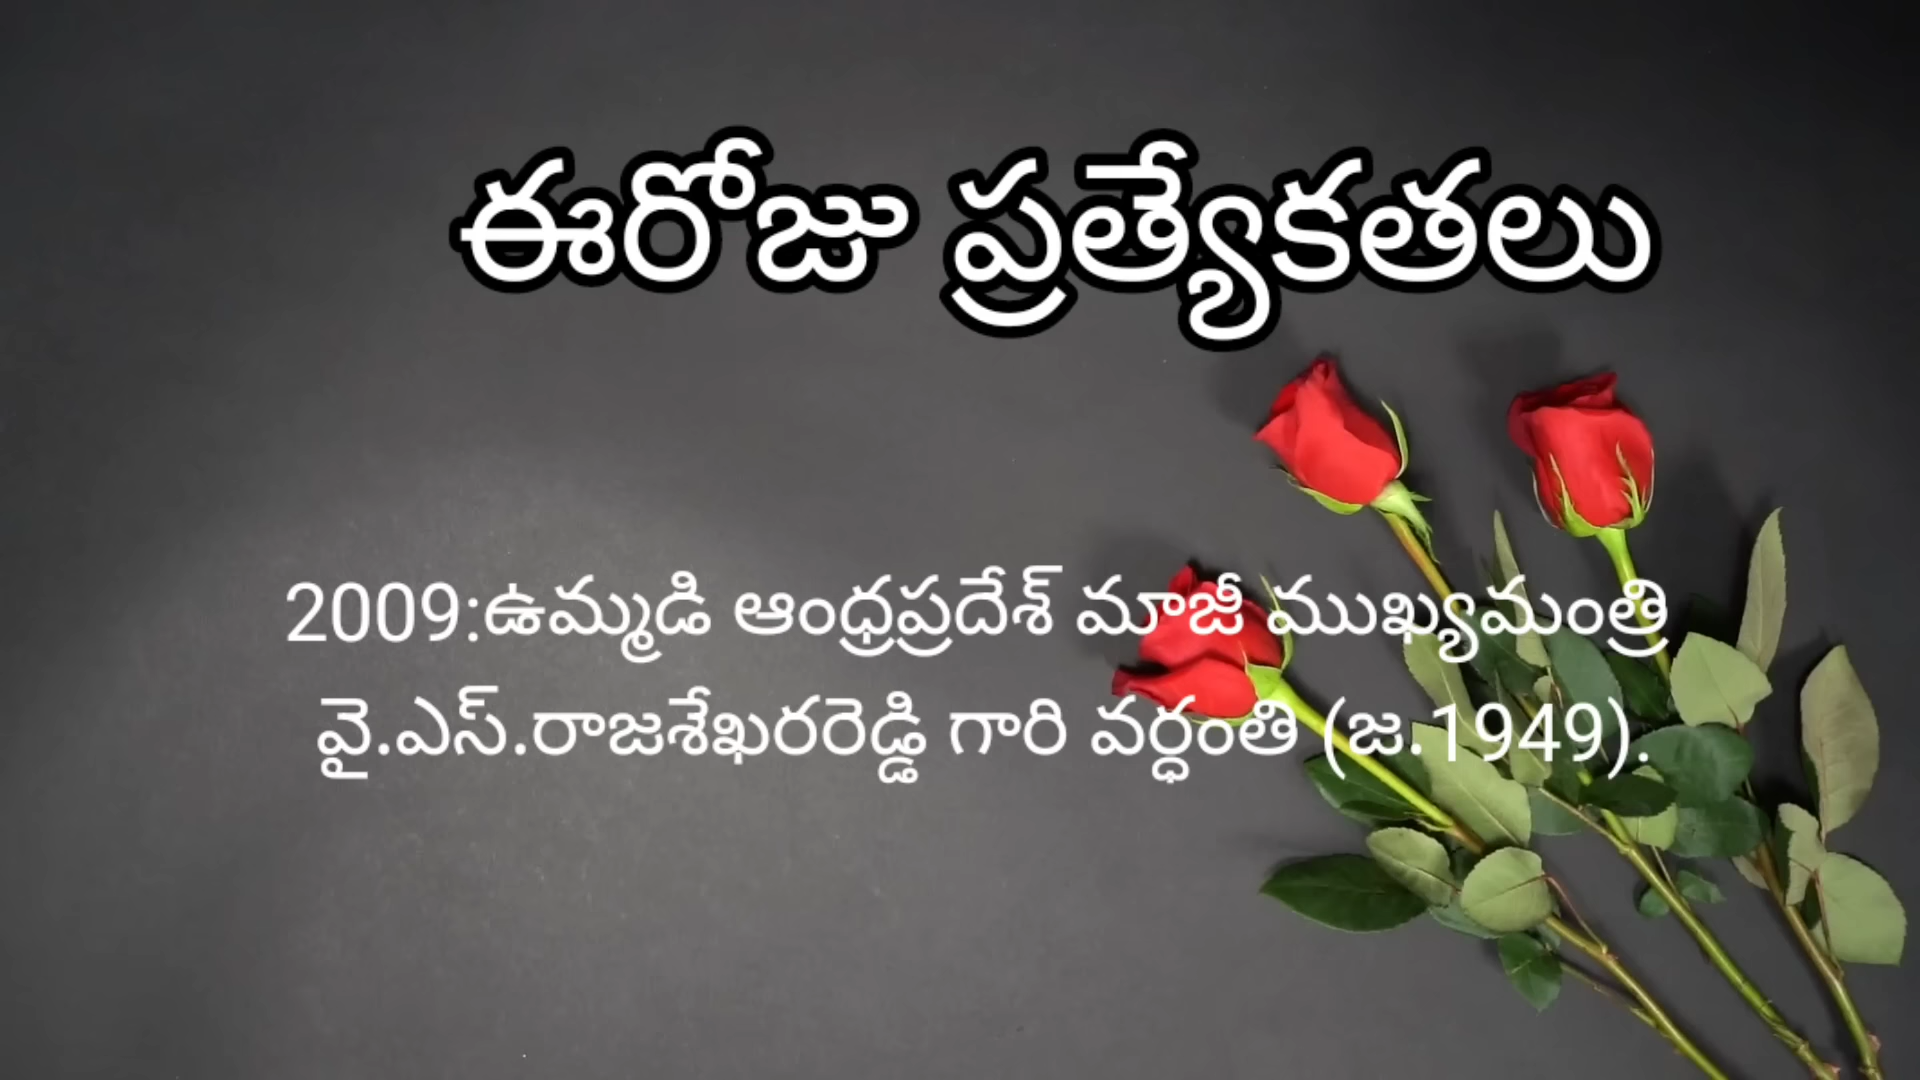 ఈరోజు ప్రత్యేకతలు
2009:ఉమ్మడి ఆంధ్రప్రదేశ్ మాజీ ముఖ్యమంత్రి
వై.ఎస్.రాజశేఖరరెడ్డి గారి వర్ధంతి (జ.1949).